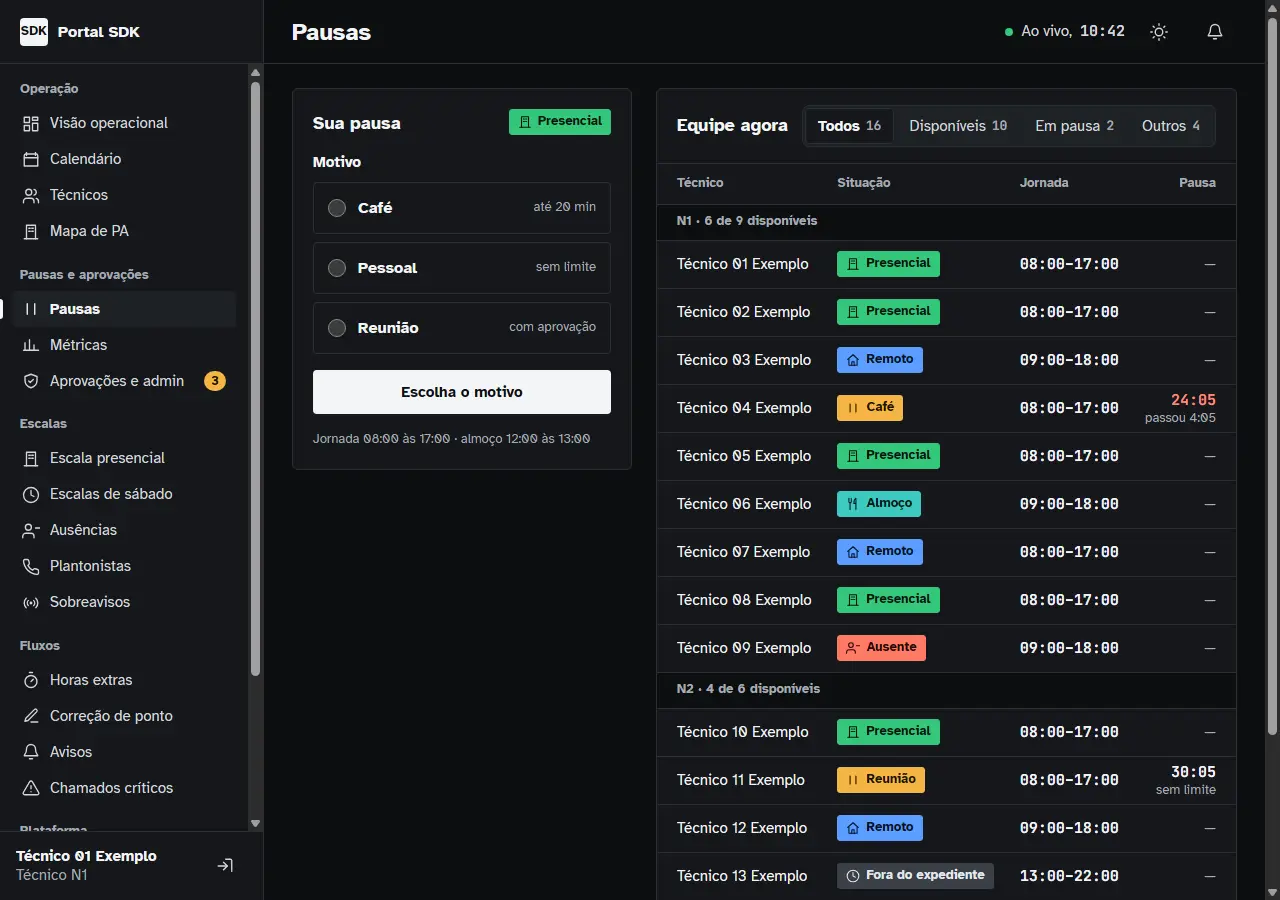 SDK Portal SDK
Operação
Visão operacional
Calendário
Técnicos
Mapa de PA
Pausas e aprovações
Pausas
Métricas
Aprovações e admin 3
Escalas
Escala presencial
Escalas de sábado
Ausências
Plantonistas
Sobreavisos
Fluxos
Horas extras
Correção de ponto
Avisos
Chamados críticos
Plataforma
Técnico 01 Exemplo
Técnico N1
Pausas
Ao vivo, 10:42
Sua pausa Presencial
Motivo
Café até 20 min
Pessoal sem limite
Reunião com aprovação
Escolha o motivo
Jornada 08:00 às 17:00 · almoço 12:00 às 13:00
Equipe agora Todos 16 Disponíveis 10 Em pausa 2 Outros 4
Técnico Situação Jornada Pausa
N1 · 6 de 9 disponíveis
Técnico 01 Exemplo Presencial 08:00–17:00 —
Técnico 02 Exemplo Presencial 08:00–17:00 —
Técnico 03 Exemplo Remoto 09:00–18:00 —
Técnico 04 Exemplo Café 08:00–17:00 24:05
passou 4:05
Técnico 05 Exemplo Presencial 08:00–17:00 —
Técnico 06 Exemplo Almoço 09:00–18:00 —
Técnico 07 Exemplo Remoto 08:00–17:00 —
Técnico 08 Exemplo Presencial 08:00–17:00 —
Técnico 09 Exemplo Ausente 09:00–18:00 —
N2 · 4 de 6 disponíveis
Técnico 10 Exemplo Presencial 08:00–17:00 —
Técnico 11 Exemplo Reunião 08:00–17:00 30:05
sem limite
Técnico 12 Exemplo Remoto 09:00–18:00 —
Técnico 13 Exemplo Fora do expediente 13:00–22:00 —